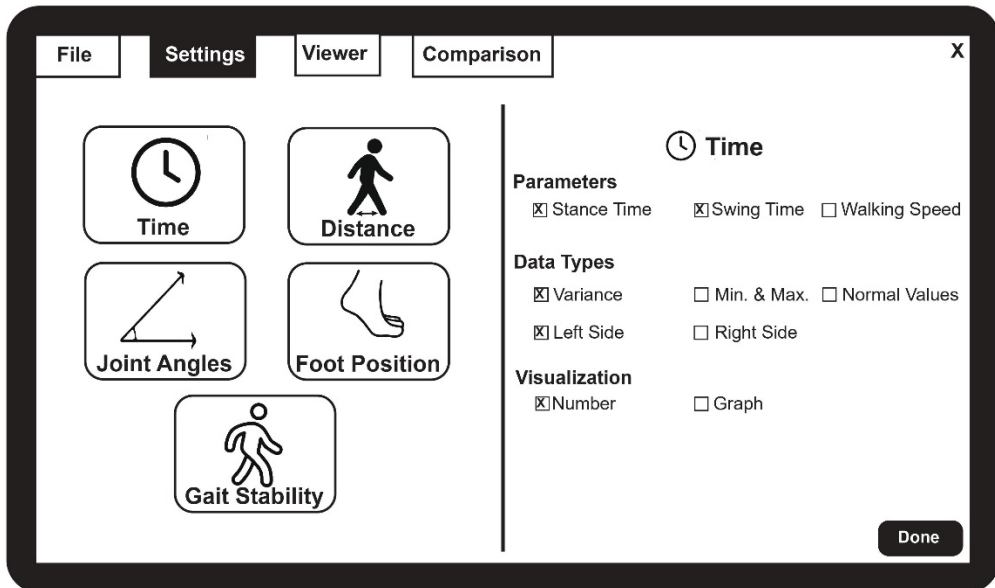 File Settings Viewer Comparison X
Time
Distance
Joint Angles
Foot Position
Gait Stability
Time
Parameters
X Stance Time X Swing Time Walking Speed
Data Types
X Variance Min. & Max. Normal Values
X Left Side Right Side
Visualization
X Number Graph
Done